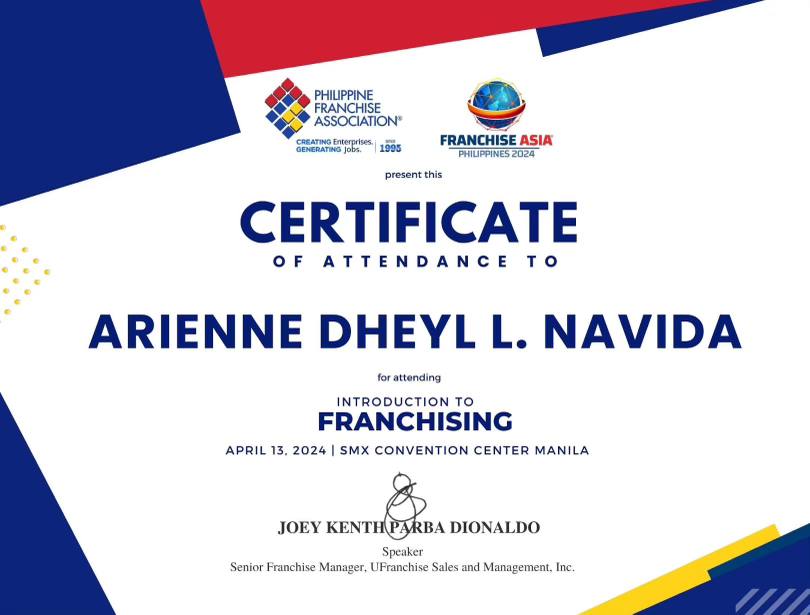 PHILIPPINE
FRANCHISE
ASSOCIATION®
CREATING Enterprises.
GENERATING Jobs.
SINCE
1995
FRANCHISE ASIA
PHILIPPINES 2024
present this
CERTIFICATE
OF ATTENDANCE TO
ARIENNE DHEYL L. NAVIDA
for attending
INTRODUCTION TO
FRANCHISING
APRIL 13, 2024 | SMX CONVENTION CENTER MANILA
JOEY KENTH PARBA DIONALDO
Speaker
Senior Franchise Manager, UFranchise Sales and Management, Inc.